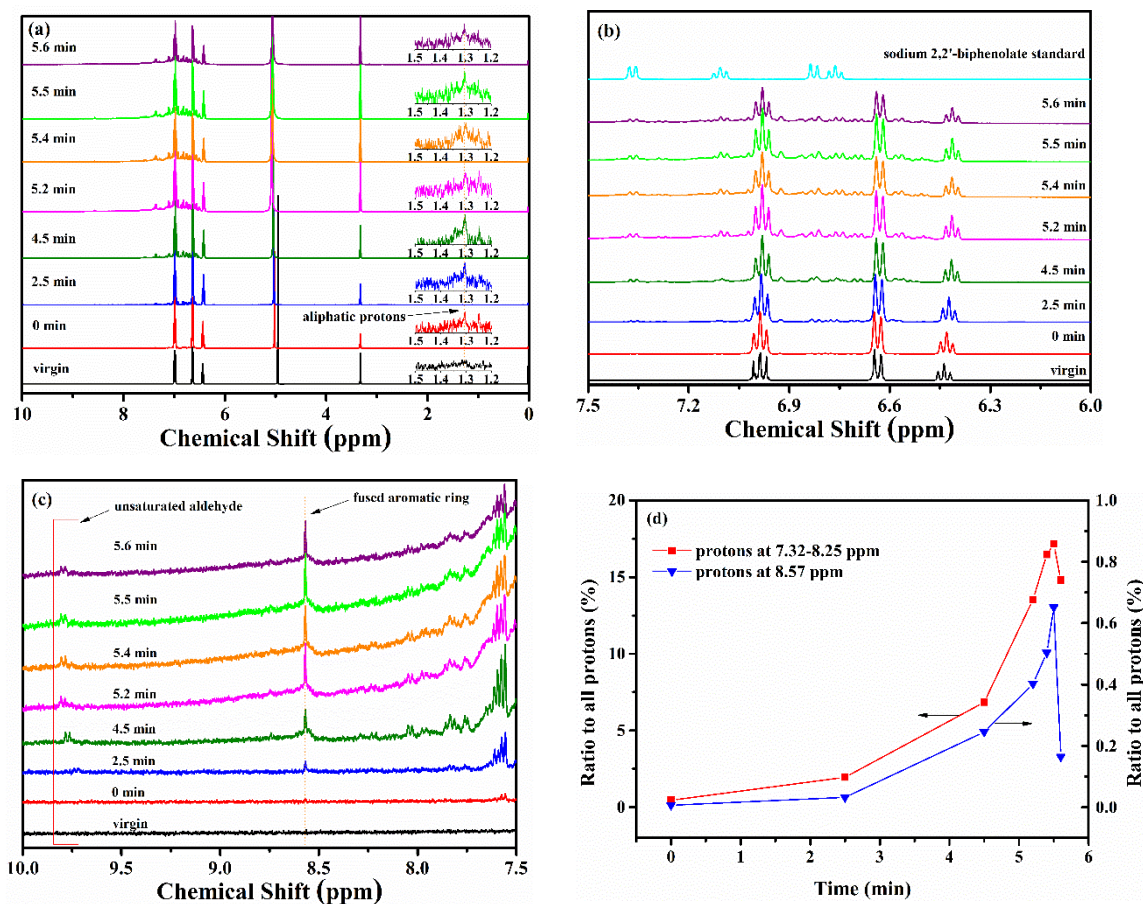 (a)
5.6 min
5.5 min
5.4 min
5.2 min
4.5 min
2.5 min
0 min
virgin
1.5 1.4 1.3 1.2
1.5 1.4 1.3 1.2
1.5 1.4 1.3 1.2
1.5 1.4 1.3 1.2
1.5 1.4 1.3 1.2
1.5 1.4 1.3 1.2
aliphatic protons
1.5 1.4 1.3 1.2
1.5 1.4 1.3 1.2
10 8 6 4 2 0
Chemical Shift (ppm)
(b)
sodium 2,2'-biphenolate standard
5.6 min
5.5 min
5.4 min
5.2 min
4.5 min
2.5 min
0 min
virgin
7.5 7.2 6.9 6.6 6.3 6.0
Chemical Shift (ppm)
(c)
unsaturated aldehyde
fused aromatic ring
5.6 min
5.5 min
5.4 min
5.2 min
4.5 min
2.5 min
0 min
virgin
10.0 9.5 9.0 8.5 8.0 7.5
Chemical Shift (ppm)
(d)
protons at 7.32-8.25 ppm
protons at 8.57 ppm
Ratio to all protons (%)
20
15
10
5
0
Ratio to all protons (%)
1.0
0.8
0.6
0.4
0.2
0.0
0 1 2 3 4 5 6
Time (min)